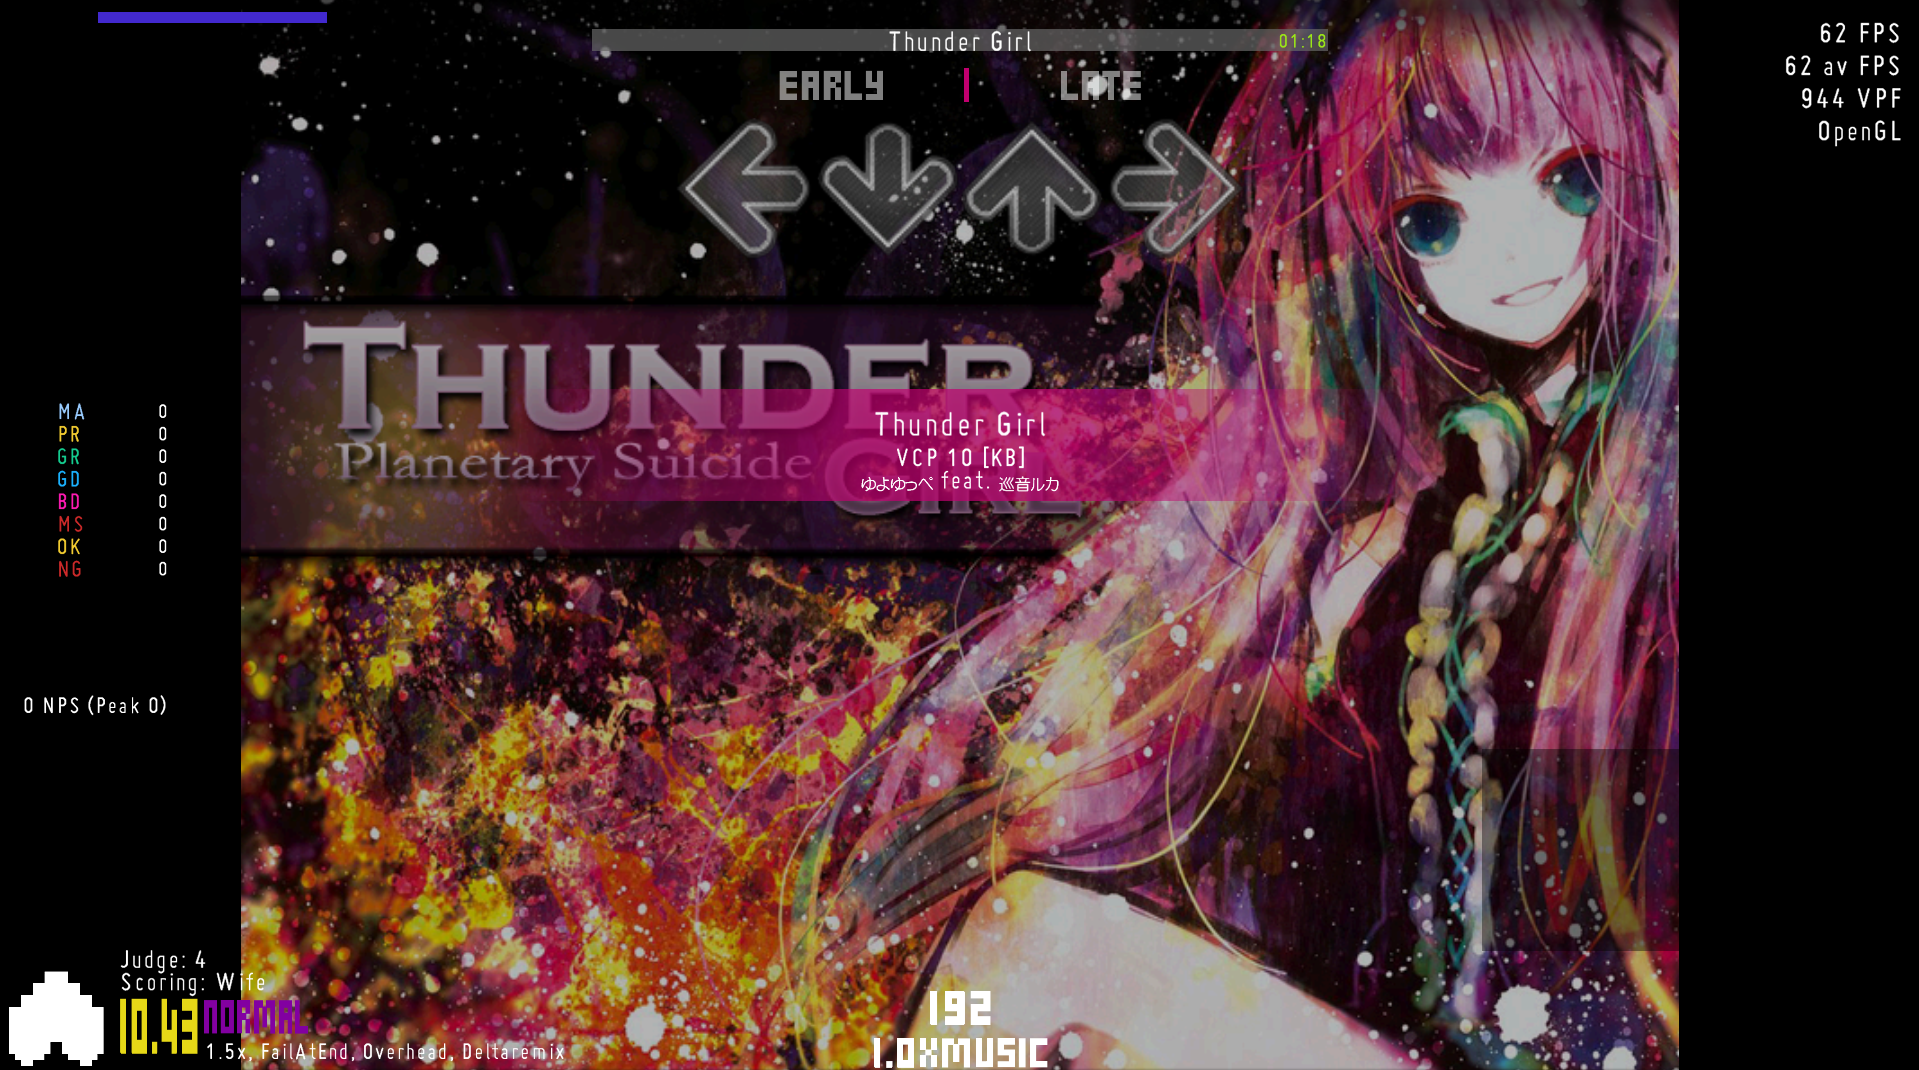 Thunder Girl
01:18
62 FPS
62 av FPS
944 VPF
OpenGL
EARLY
LATE
THUNDER
Planetary Suicide
GIRL
Thunder Girl
VCP 10 [KB]
ゆよゆっぺ feat. 巡音ルカ
MA 0
PR 0
GR 0
GD 0
BD 0
MS 0
OK 0
NG 0
0 NPS (Peak 0)
Judge: 4
Scoring: Wife
10.43 NORMAL
1.5x, FailAtEnd, Overhead, Deltaremix
192
1.0XMUSIC